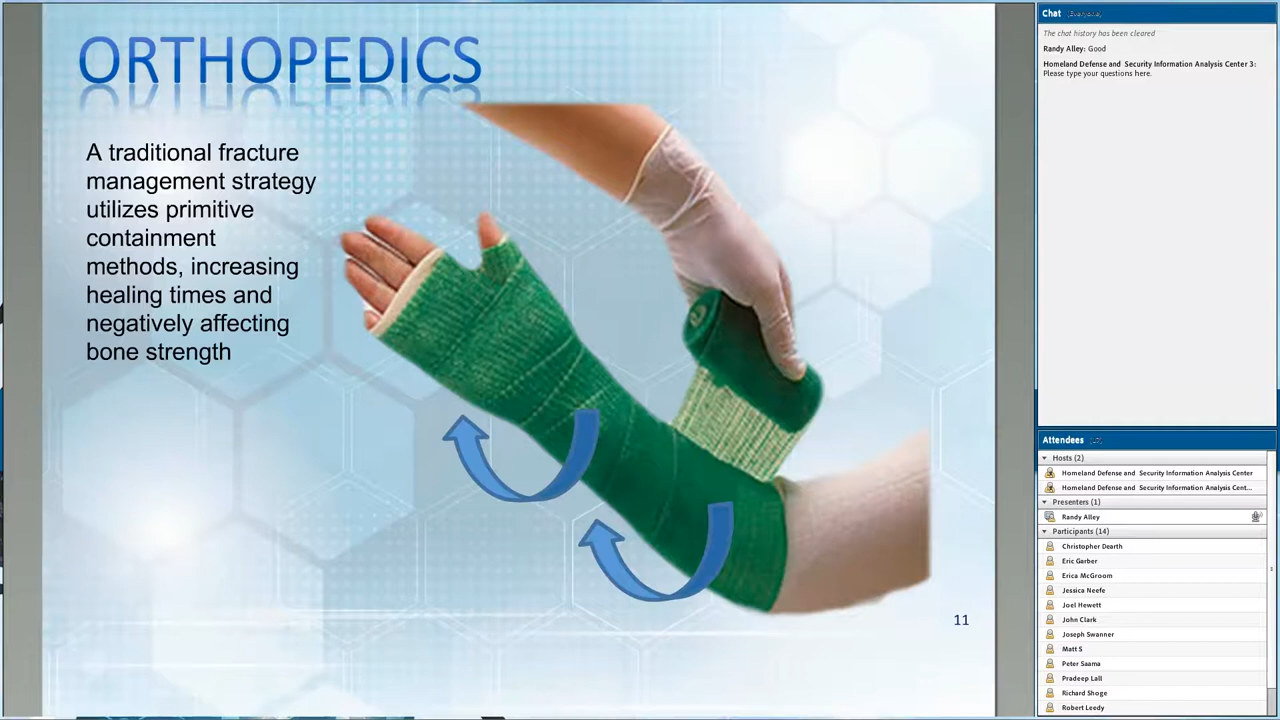 ORTHOPEDICS
A traditional fracture
management strategy
utilizes primitive
containment
methods, increasing
healing times and
negatively affecting
bone strength
11
Chat (Everyone)
The chat history has been cleared
Randy Alley: Good
Homeland Defense and Security Information Analysis Center 3:
Please type your questions here.
Attendees (17)
Hosts (2)
Homeland Defense and Security Information Analysis Center
Homeland Defense and Security Information Analysis Cent...
Presenters (1)
Randy Alley
Participants (14)
Christopher Dearth
Eric Garber
Erica McGroom
Jessica Neefe
Joel Hewett
John Clark
Joseph Swanner
Matt S
Peter Saama
Pradeep Lall
Richard Shoge
Robert Leedy